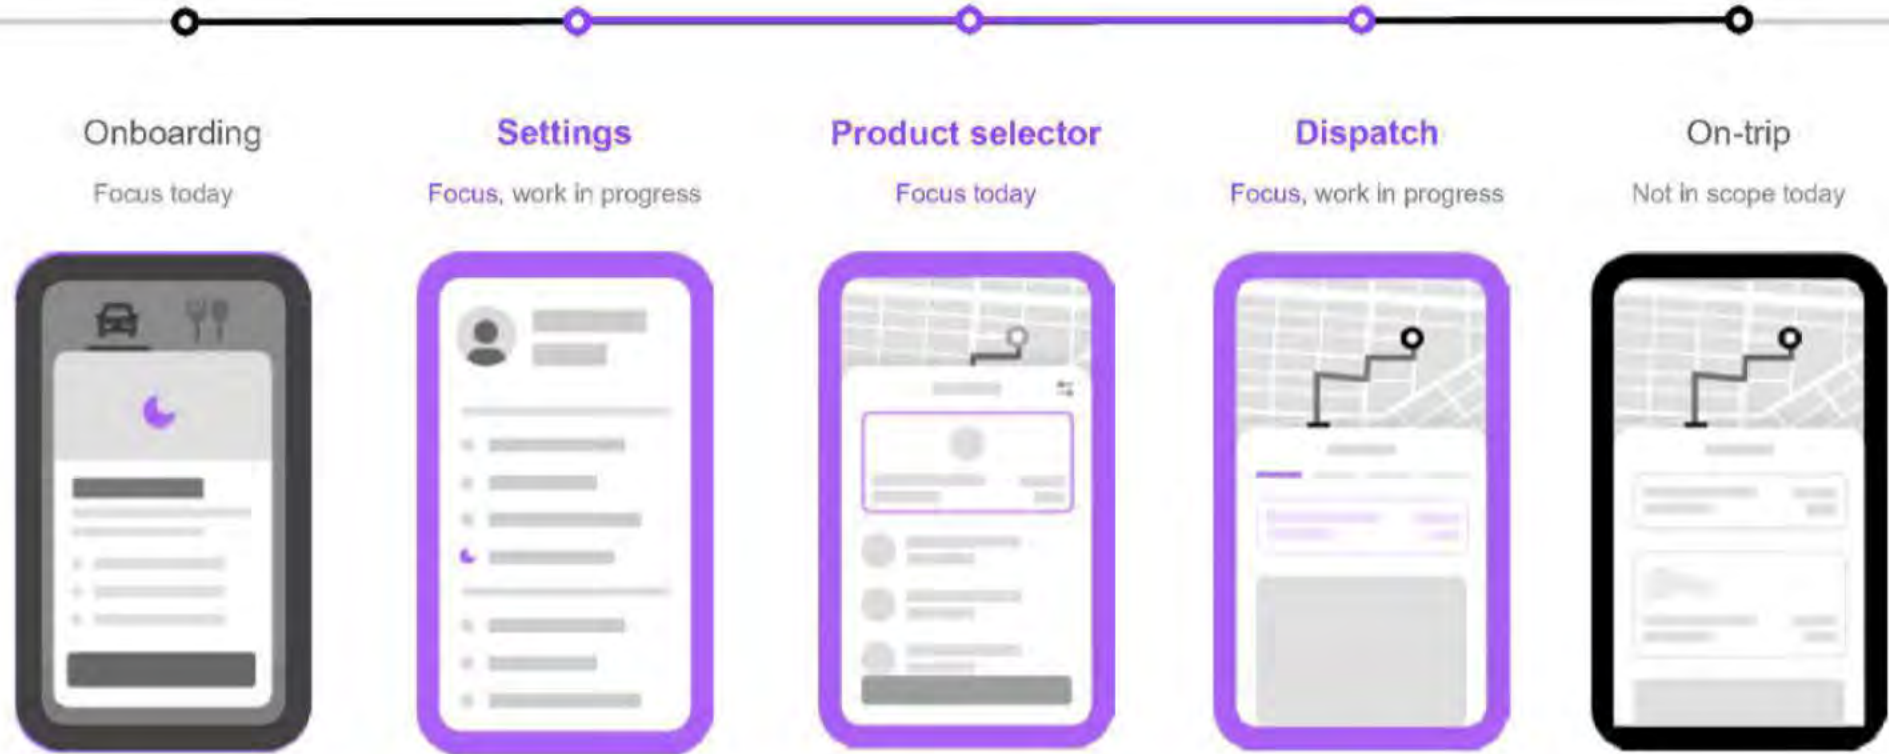 Onboarding
Focus today
Settings
Focus, work in progress
Product selector
Focus today
Dispatch
Focus, work in progress
On-trip
Not in scope today